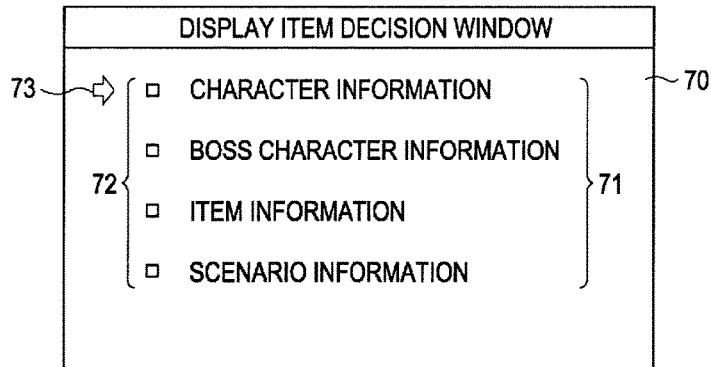 DISPLAY ITEM DECISION WINDOW
73 CHARACTER INFORMATION 70
BOSS CHARACTER INFORMATION
72 71
ITEM INFORMATION
SCENARIO INFORMATION